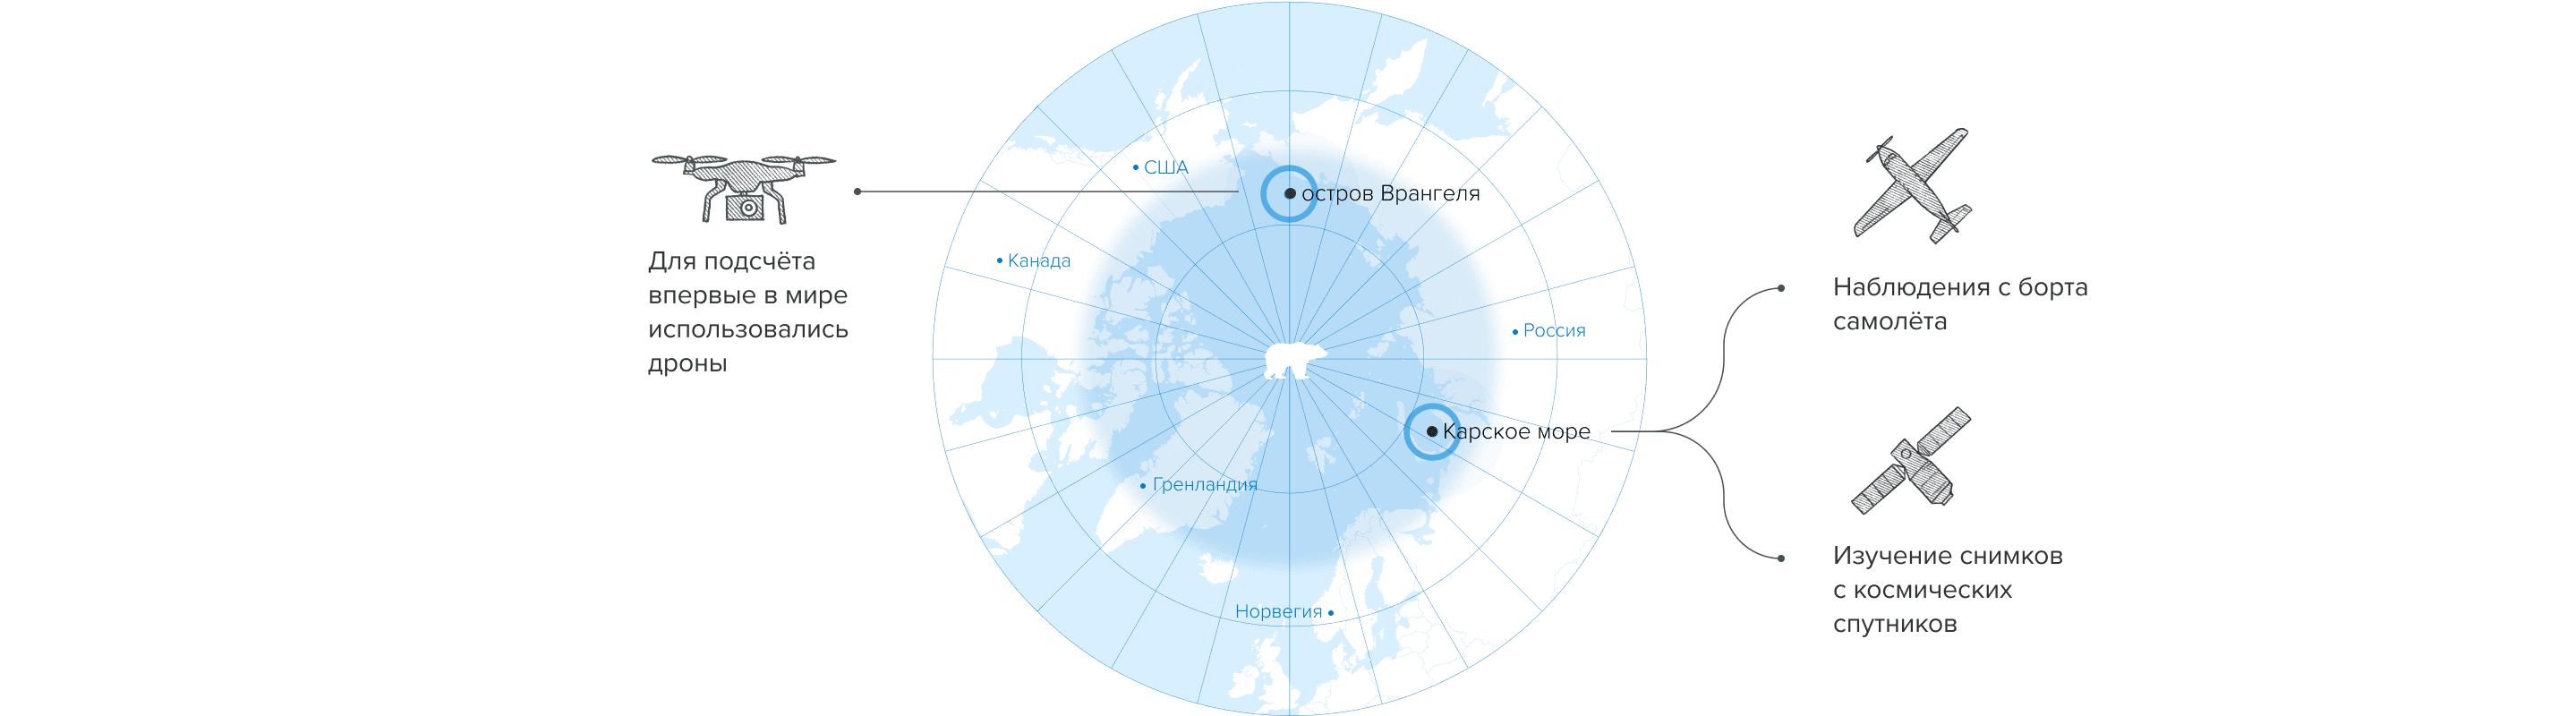 Для подсчёта
впервые в мире
использовались
дроны
США
остров Врангеля
Канада
Россия
Карское море
Гренландия
Норвегия
Наблюдения с борта
самолёта
Изучение снимков
с космических
спутников